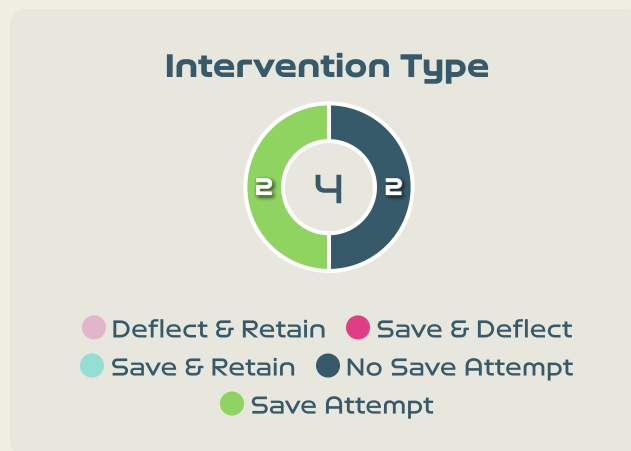 Intervention Type
2 4 2
Deflect & Retain Save & Deflect
Save & Retain No Save Attempt
Save Attempt